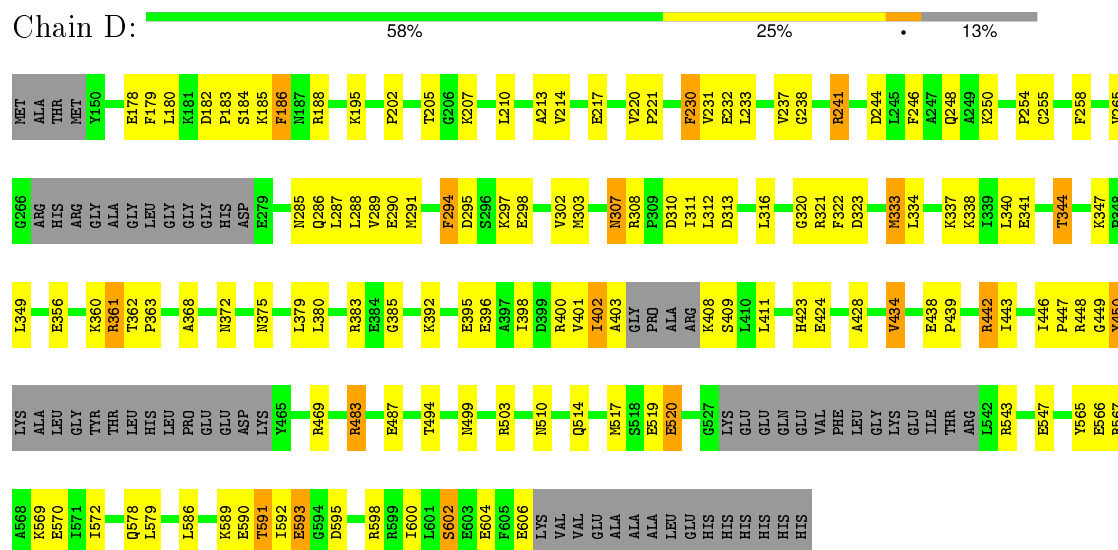 Chain D:
58% 25% • 13%
MET ALA THR MET Y150 E178 F179 L180 K181 D182 P183 S184 K185 F186 N187 R188 K195 P202 T205 G206 K207 L210 A213 V214 E217 V220 P221 F230 V231 E232 L233 V237 G238 R241 D244 L245 F246 A247 Q248 A249 K250 P254 C255 F258
G266 ARG HIS ARG GLY ALA GLY LEU GLY GLY GLY HIS ASP E279 N285 Q286 L287 L288 V289 E290 M291 F294 D295 S296 K297 E298 V302 M303 N307 R308 P309 D310 I311 L312 D313 L316 G320 R321 F322 D323 M333 L334 K337 K338 I339 L340 E341 T344 K347
L349 E356 K360 R361 T362 P363 A368 N372 N375 L379 L380 R383 E384 G385 K392 E395 E396 A397 I398 D399 R400 V401 I402 A403 GLY PRO ALA ARG K408 S409 L410 L411 H423 E424 A428 V434 E438 P439 R442 I443 I446 P447 R448 G449
LYS ALA LEU GLY TYR THR LEU HIS LEU PRO GLU GLU ASP LYS Y465 R469 R483 E487 T494 N499 R503 N510 Q514 M517 S518 E519 E520 G527 LYS GLU GLU GLN GLU VAL PHE LEU GLY LYS GLU ILE THR ARG L542 R543 E547 Y565 E566
A568 K569 E570 I571 I572 Q578 L579 L586 K589 E590 T591 I592 E593 G594 D595 R598 R599 I600 L601 S602 E603 E604 F605 E606 LYS VAL VAL GLU ALA ALA ALA LEU GLU HIS HIS HIS HIS HIS HIS